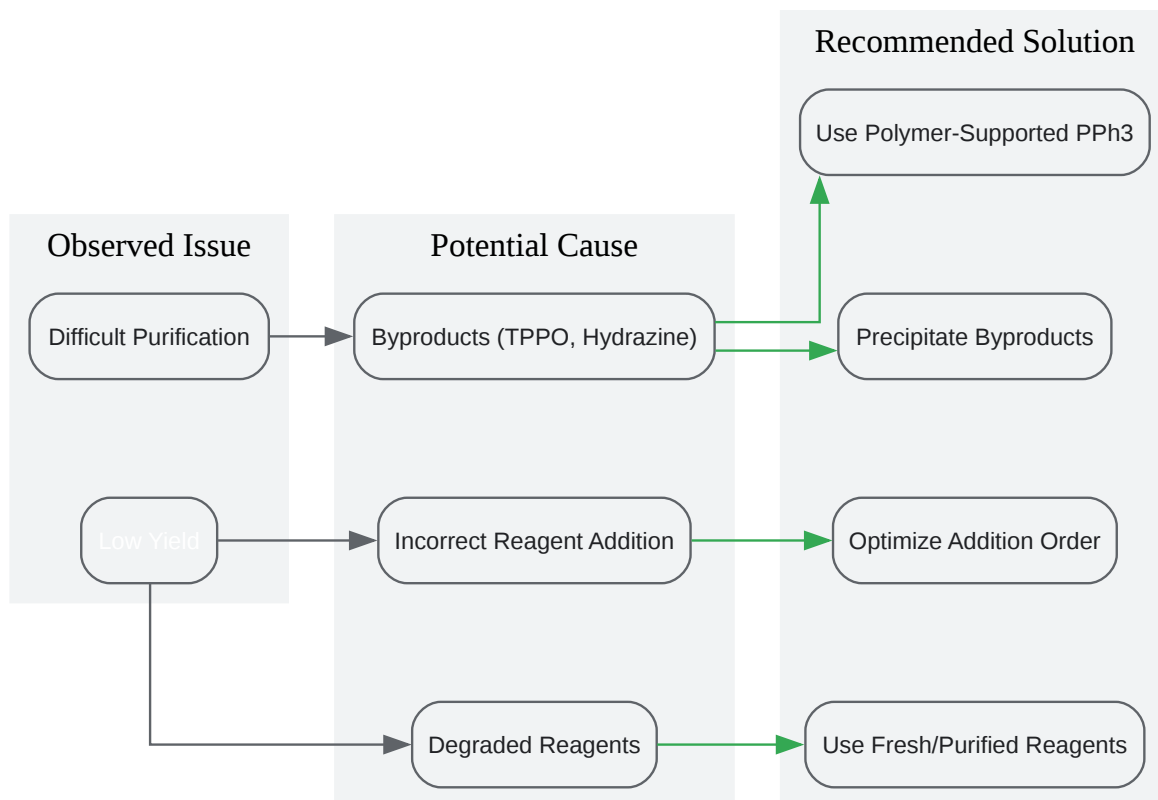 Recommended Solution
Use Polymer-Supported PPh3
Observed Issue
Potential Cause
Difficult Purification
Byproducts (TPPO, Hydrazine)
Precipitate Byproducts
Low Yield
Incorrect Reagent Addition
Optimize Addition Order
Degraded Reagents
Use Fresh/Purified Reagents